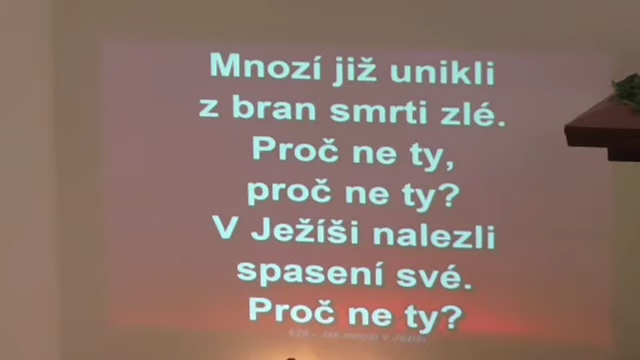 Mnozí již unikli
z bran smrti zlé.
Proč ne ty,
proč ne ty?
V Ježíši nalezli
spasení své.
Proč ne ty?